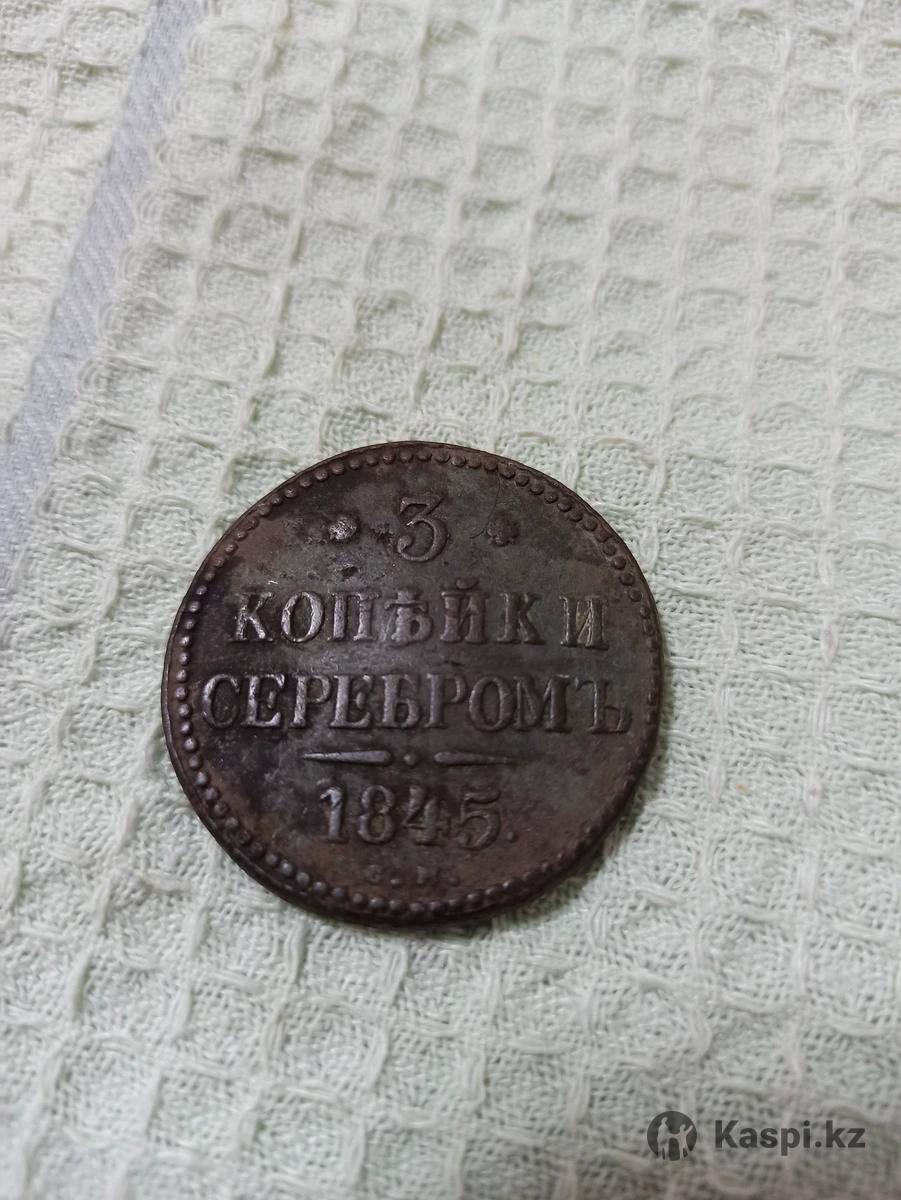 3
КОПѢЙКИ
СЕРЕБРОМЪ
1845.
С.М.
Kaspi.kz